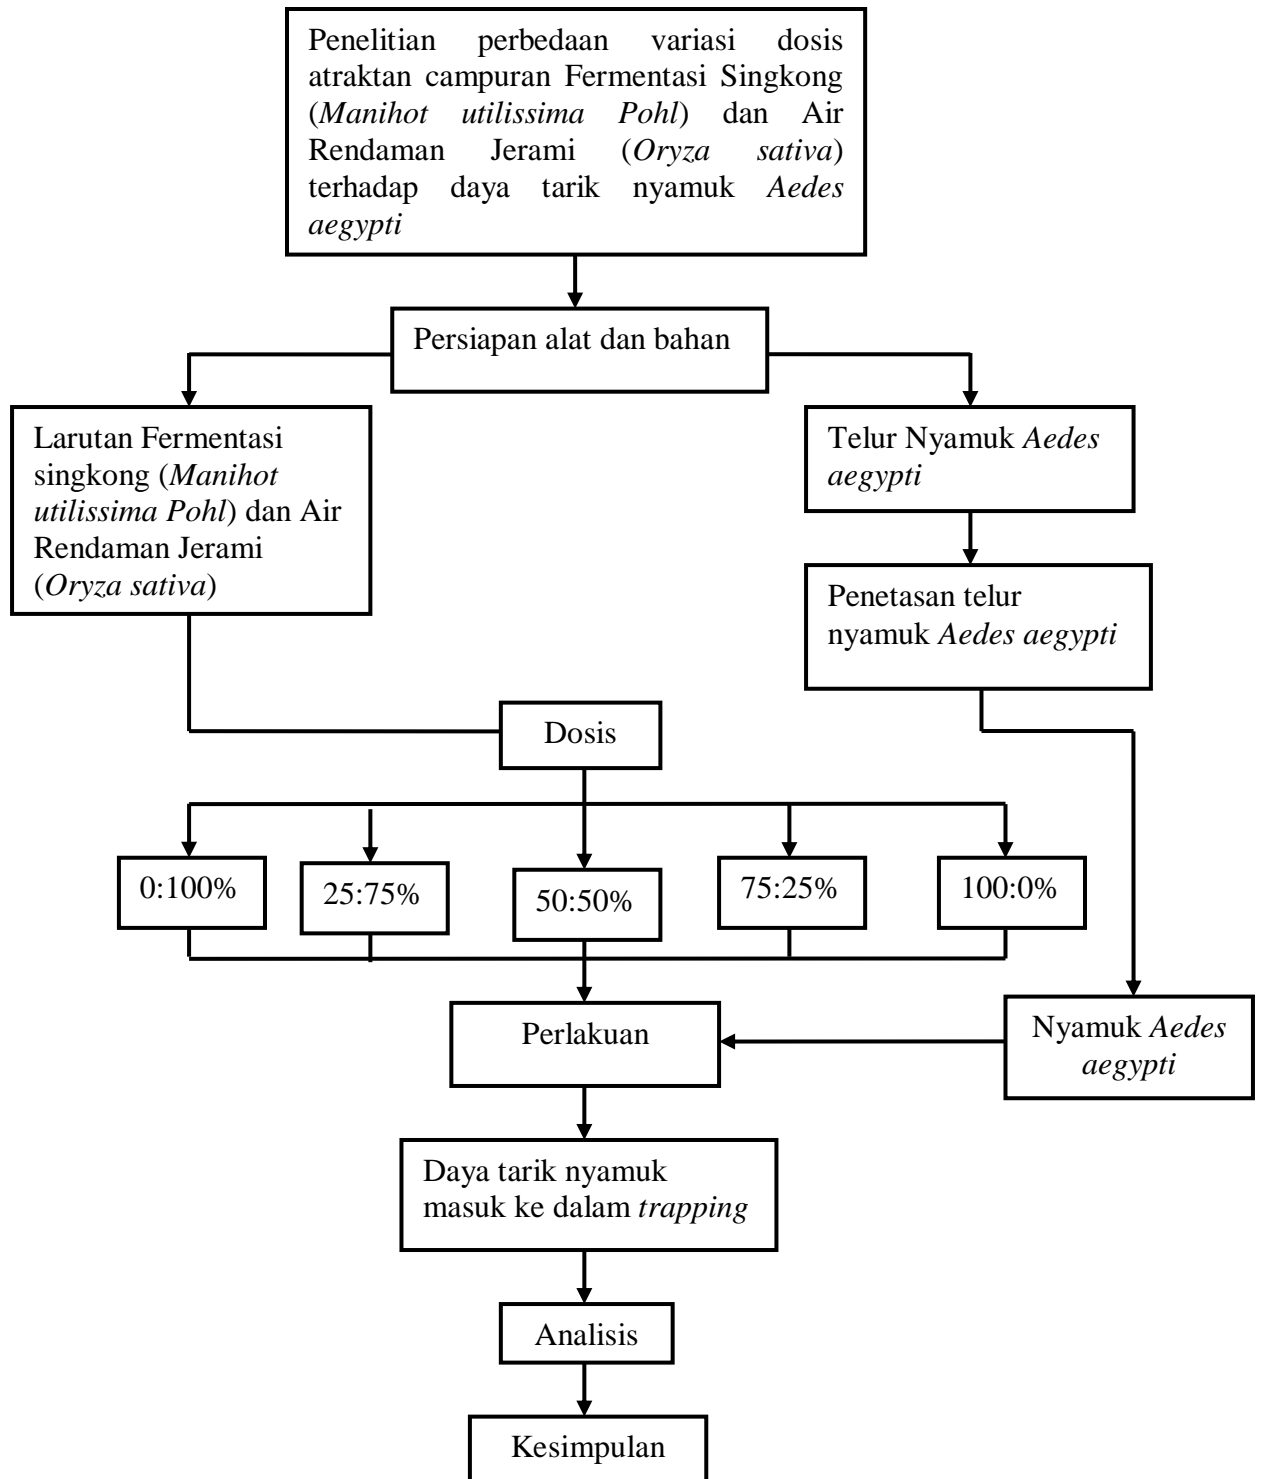 Penelitian perbedaan variasi dosis
atraktan campuran Fermentasi Singkong
(Manihot utilissima Pohl) dan Air
Rendaman Jerami (Oryza sativa)
terhadap daya tarik nyamuk Aedes
aegypti
Persiapan alat dan bahan
Larutan Fermentasi
singkong (Manihot
utilissima Pohl) dan Air
Rendaman Jerami
(Oryza sativa)
Telur Nyamuk Aedes
aegypti
Penetasan telur
nyamuk Aedes aegypti
Dosis
0:100%
25:75%
50:50%
75:25%
100:0%
Perlakuan
Nyamuk Aedes
aegypti
Daya tarik nyamuk
masuk ke dalam trapping
Analisis
Kesimpulan